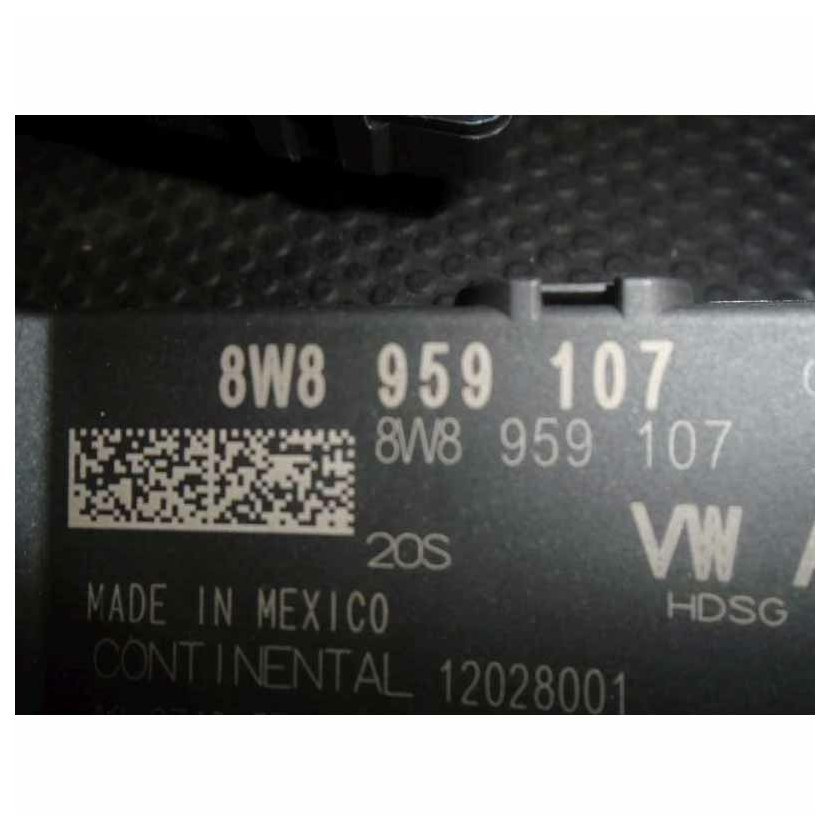 8W8 959 107
8W8 959 107
20S
VW
HDSG
MADE IN MEXICO
CONTINENTAL 12028001